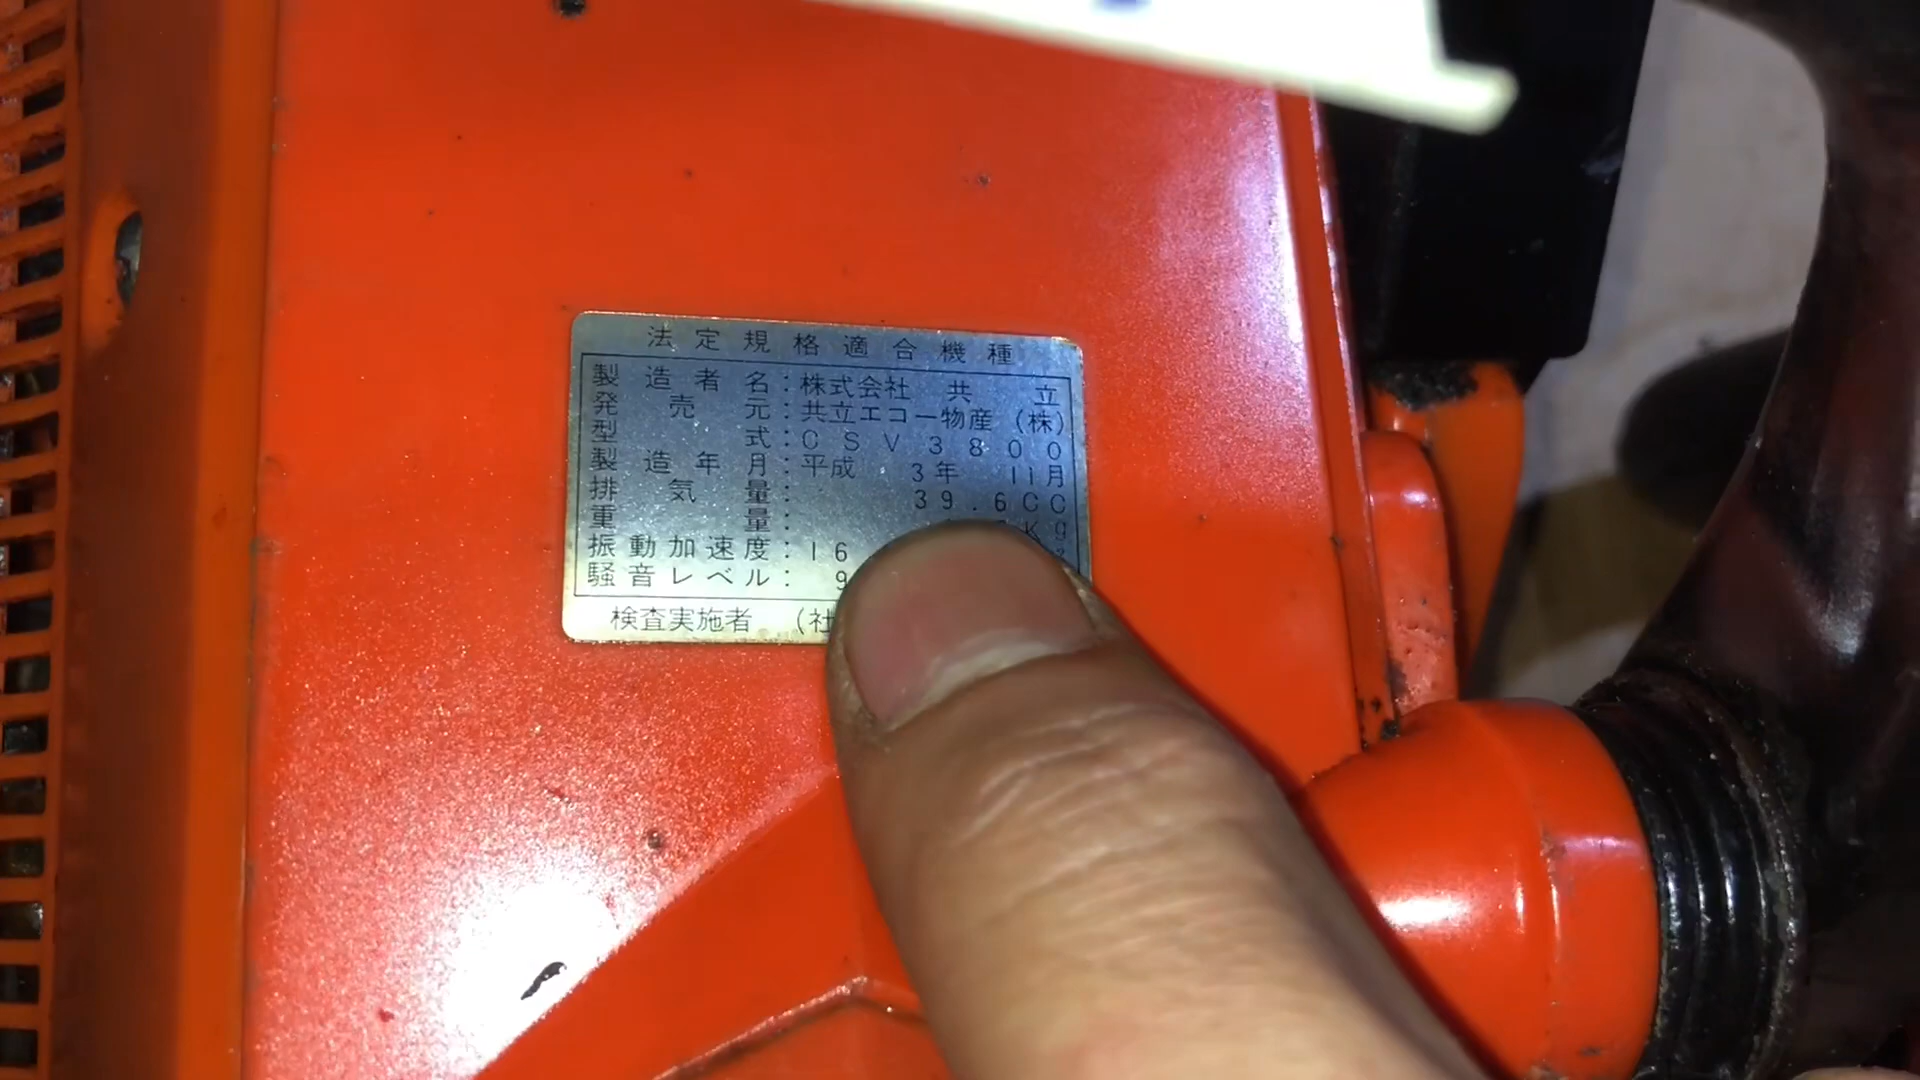 法定規格適合機種
製造者名：株式会社 共立
発売元：共立エコー物産（株）
型式：CSV3800
製造年月：平成 3年 11月
排気量： 39.6CC
重量： Kg
振動加速度：16
騒音レベル： 9
検査実施者 （社